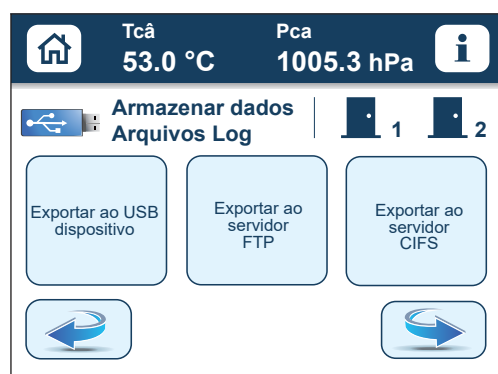 Tcâ
Pca
53.0 °C
1005.3 hPa
i
Armazenar dados
Arquivos Log
1
2
Exportar ao USB
dispositivo
Exportar ao
servidor
FTP
Exportar ao
servidor
CIFS